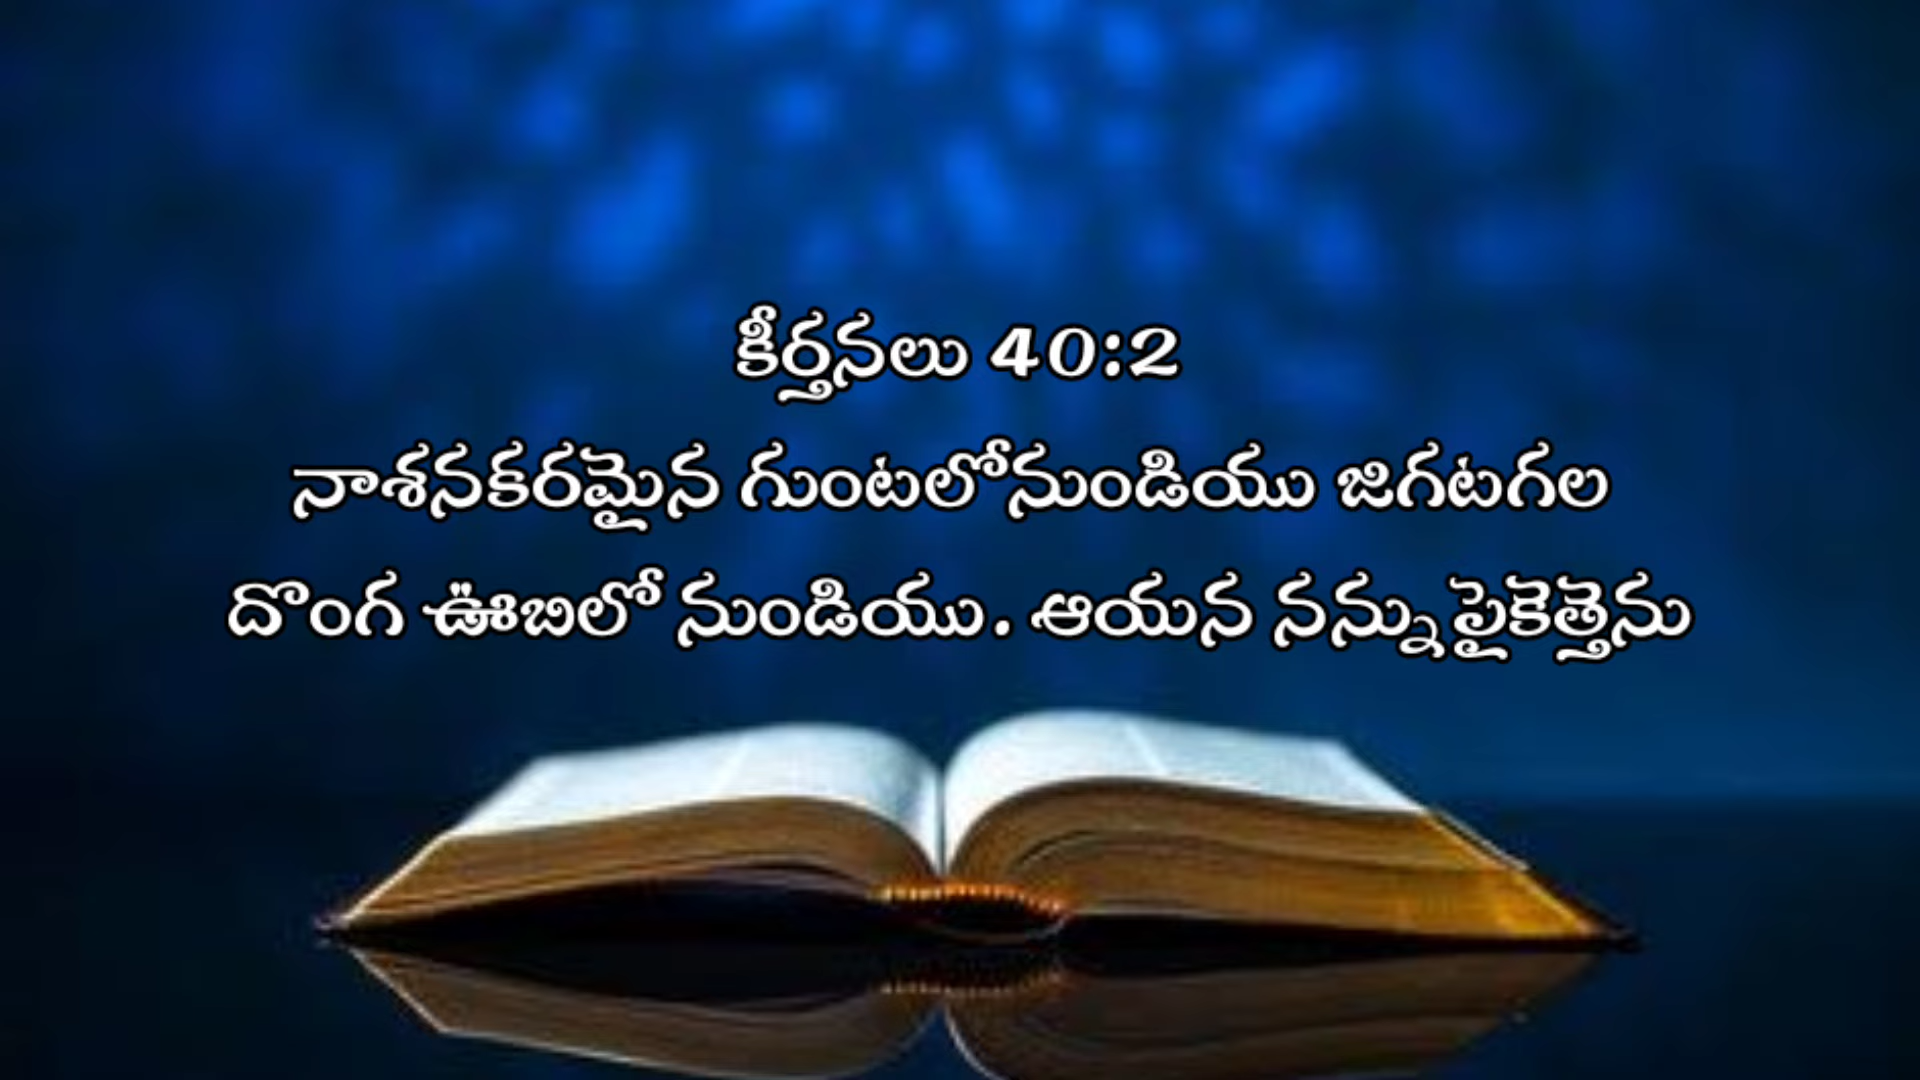 కీర్తనలు 40:2
నాశనకరమైన గుంటలోనుండియు జిగటగల
దొంగ ఊబిలో నుండియు. ఆయన నన్ను పైకెత్తెను